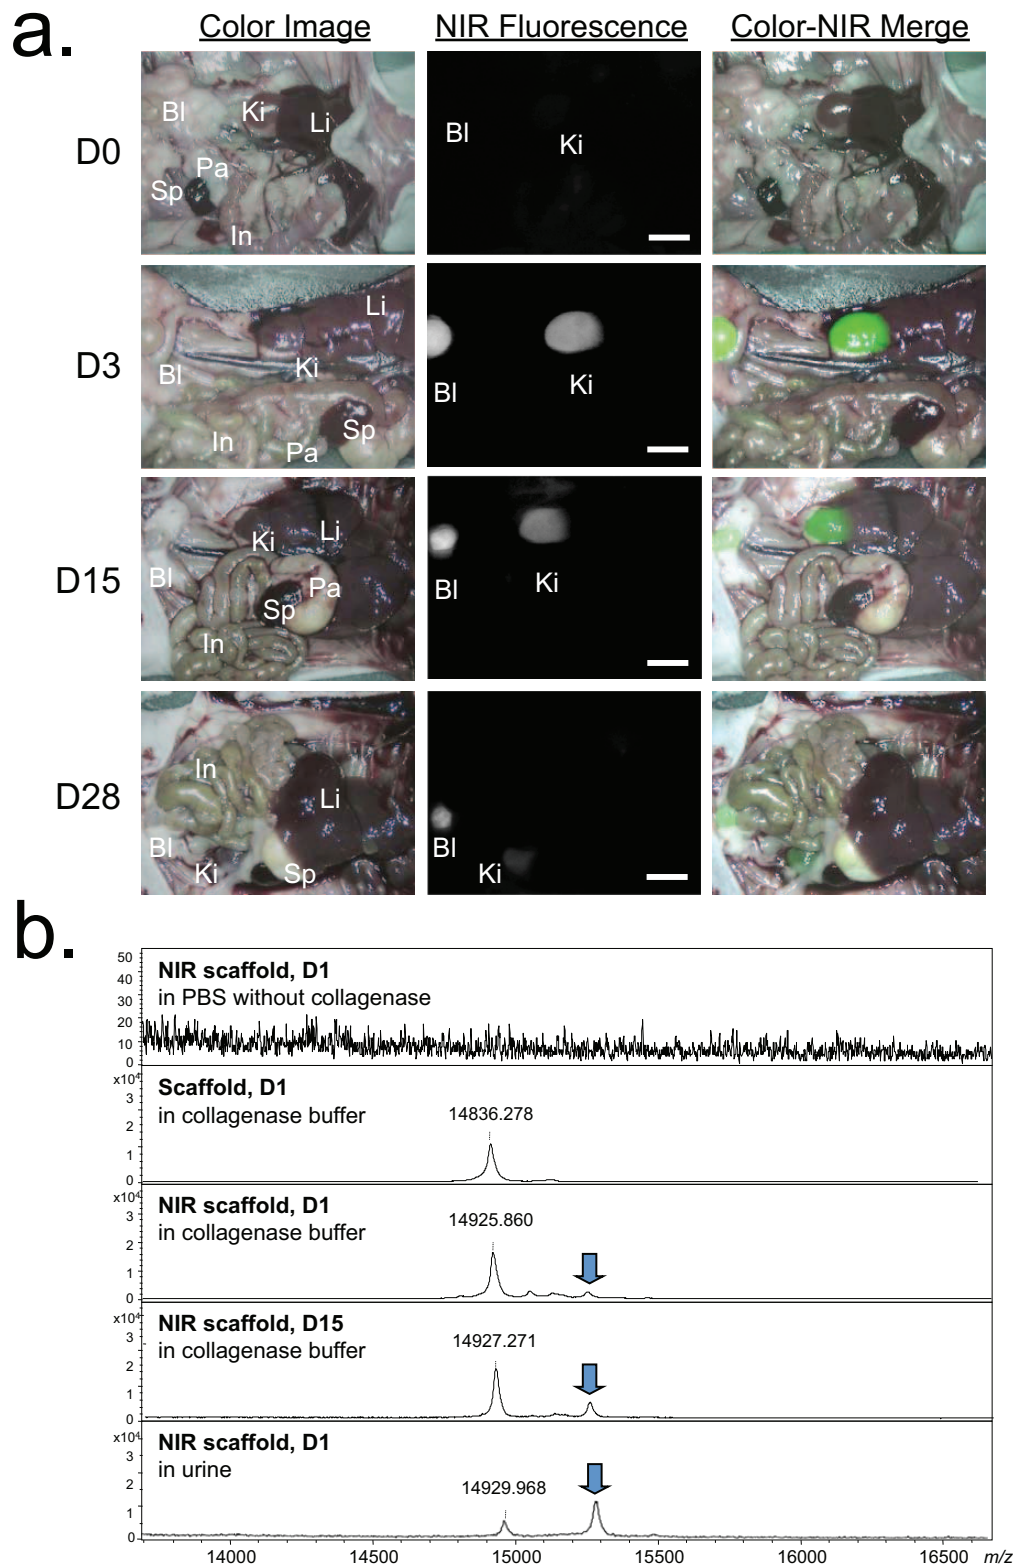 a.
Color Image NIR Fluorescence Color-NIR Merge
D0
Bl Ki Li
Pa
Sp
In
Bl Ki
D3
Li
Bl Ki
In Pa Sp
Bl Ki
D15
Ki Li
Bl Pa
Sp
In
Bl Ki
D28
In
Li
Bl
Ki Sp
Bl
Ki
b.
NIR scaffold, D1
in PBS without collagenase
50
40
30
20
10
0
Scaffold, D1
in collagenase buffer
x10⁴
3
2
1
0
14836.278
NIR scaffold, D1
in collagenase buffer
x10⁴
3
2
1
0
14925.860
NIR scaffold, D15
in collagenase buffer
x10⁴
3
2
1
0
14927.271
NIR scaffold, D1
in urine
x10⁴
3
2
1
0
14929.968
14000 14500 15000 15500 16000 16500 m/z